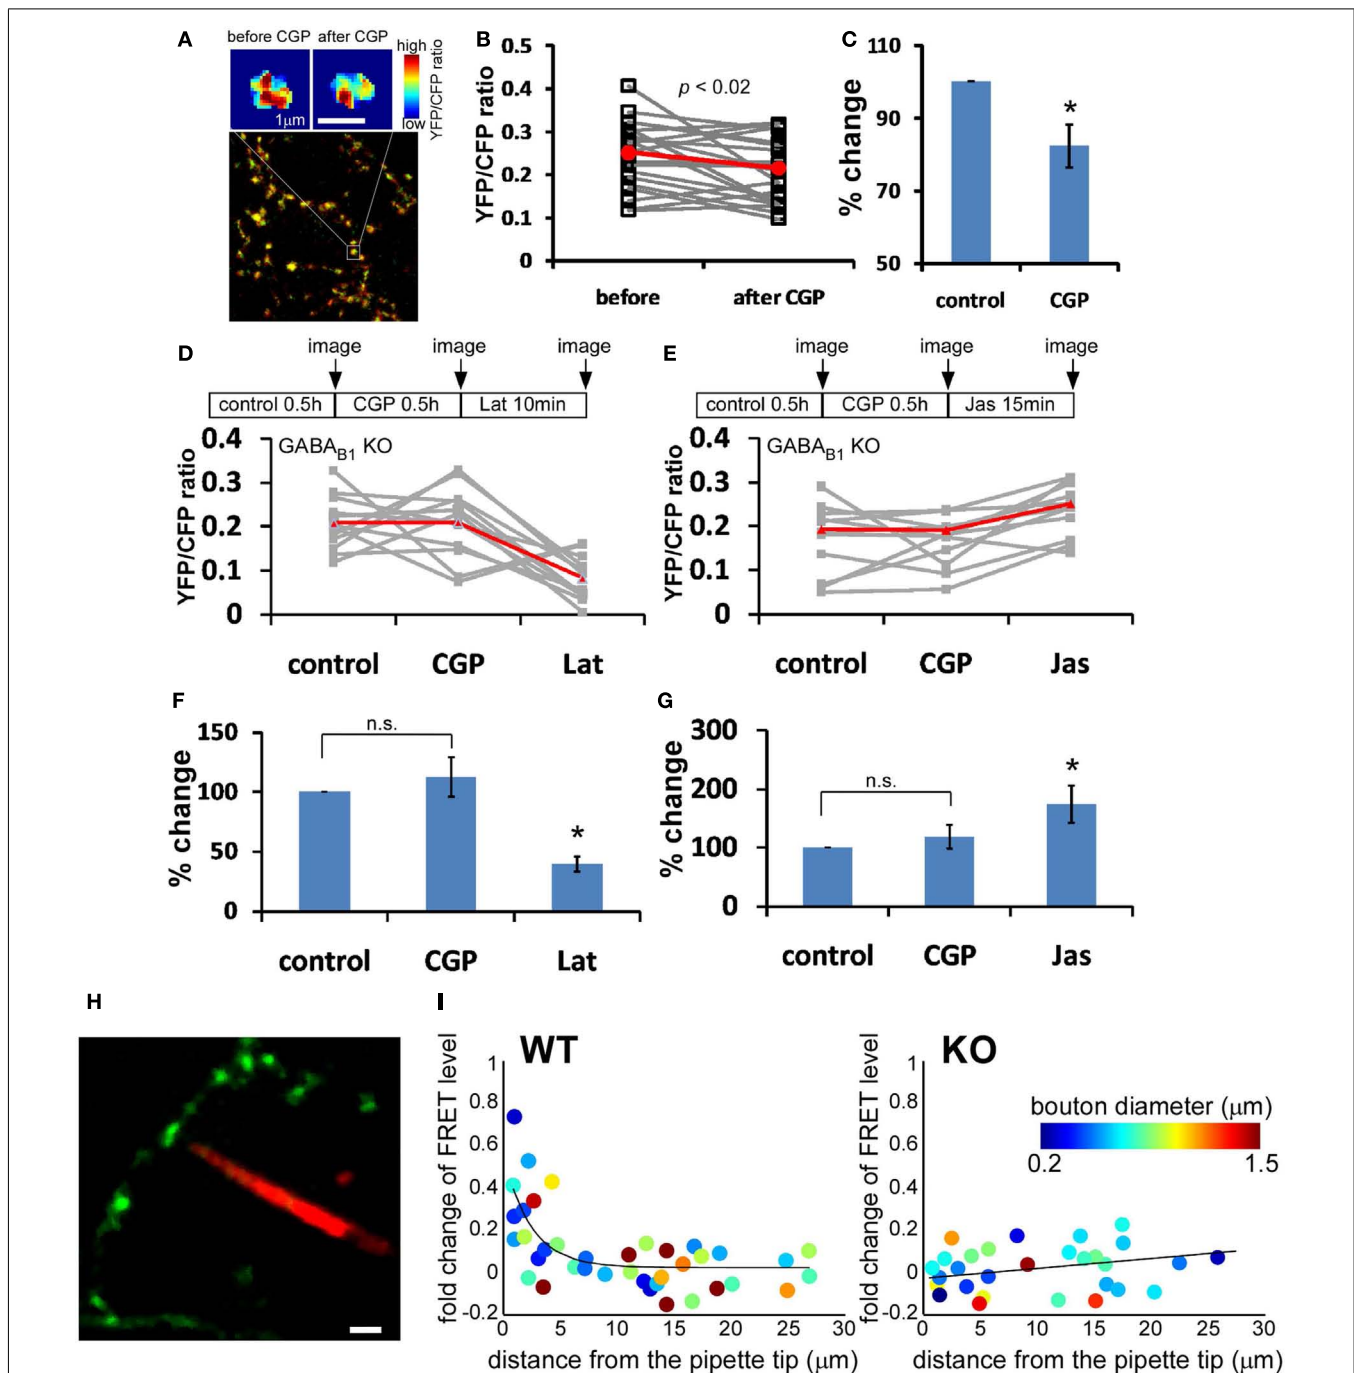 A
before CGP after CGP
high
low
YFP/CFP ratio
1μm
B
0.5
0.4
0.3
0.2
0.1
0
YFP/CFP ratio
p < 0.02
before after CGP
C
110
90
70
50
% change
*
control CGP
D
image image image
control 0.5h CGP 0.5h Lat 10min
0.4
0.3
0.2
0.1
0
YFP/CFP ratio
GABAB1 KO
control CGP Lat
E
image image image
control 0.5h CGP 0.5h Jas 15min
0.4
0.3
0.2
0.1
0
YFP/CFP ratio
GABAB1 KO
control CGP Jas
F
150
100
50
0
% change
n.s.
*
control CGP Lat
G
300
200
100
0
% change
n.s.
*
control CGP Jas
H
I
WT
1
0.8
0.6
0.4
0.2
0
-0.2
fold change of FRET level
0 5 10 15 20 25 30
distance from the pipette tip (μm)
KO
1
0.8
0.6
0.4
0.2
0
-0.2
fold change of FRET level
bouton diameter (μm)
0.2 1.5
0 5 10 15 20 25 30
distance from the pipette tip (μm)